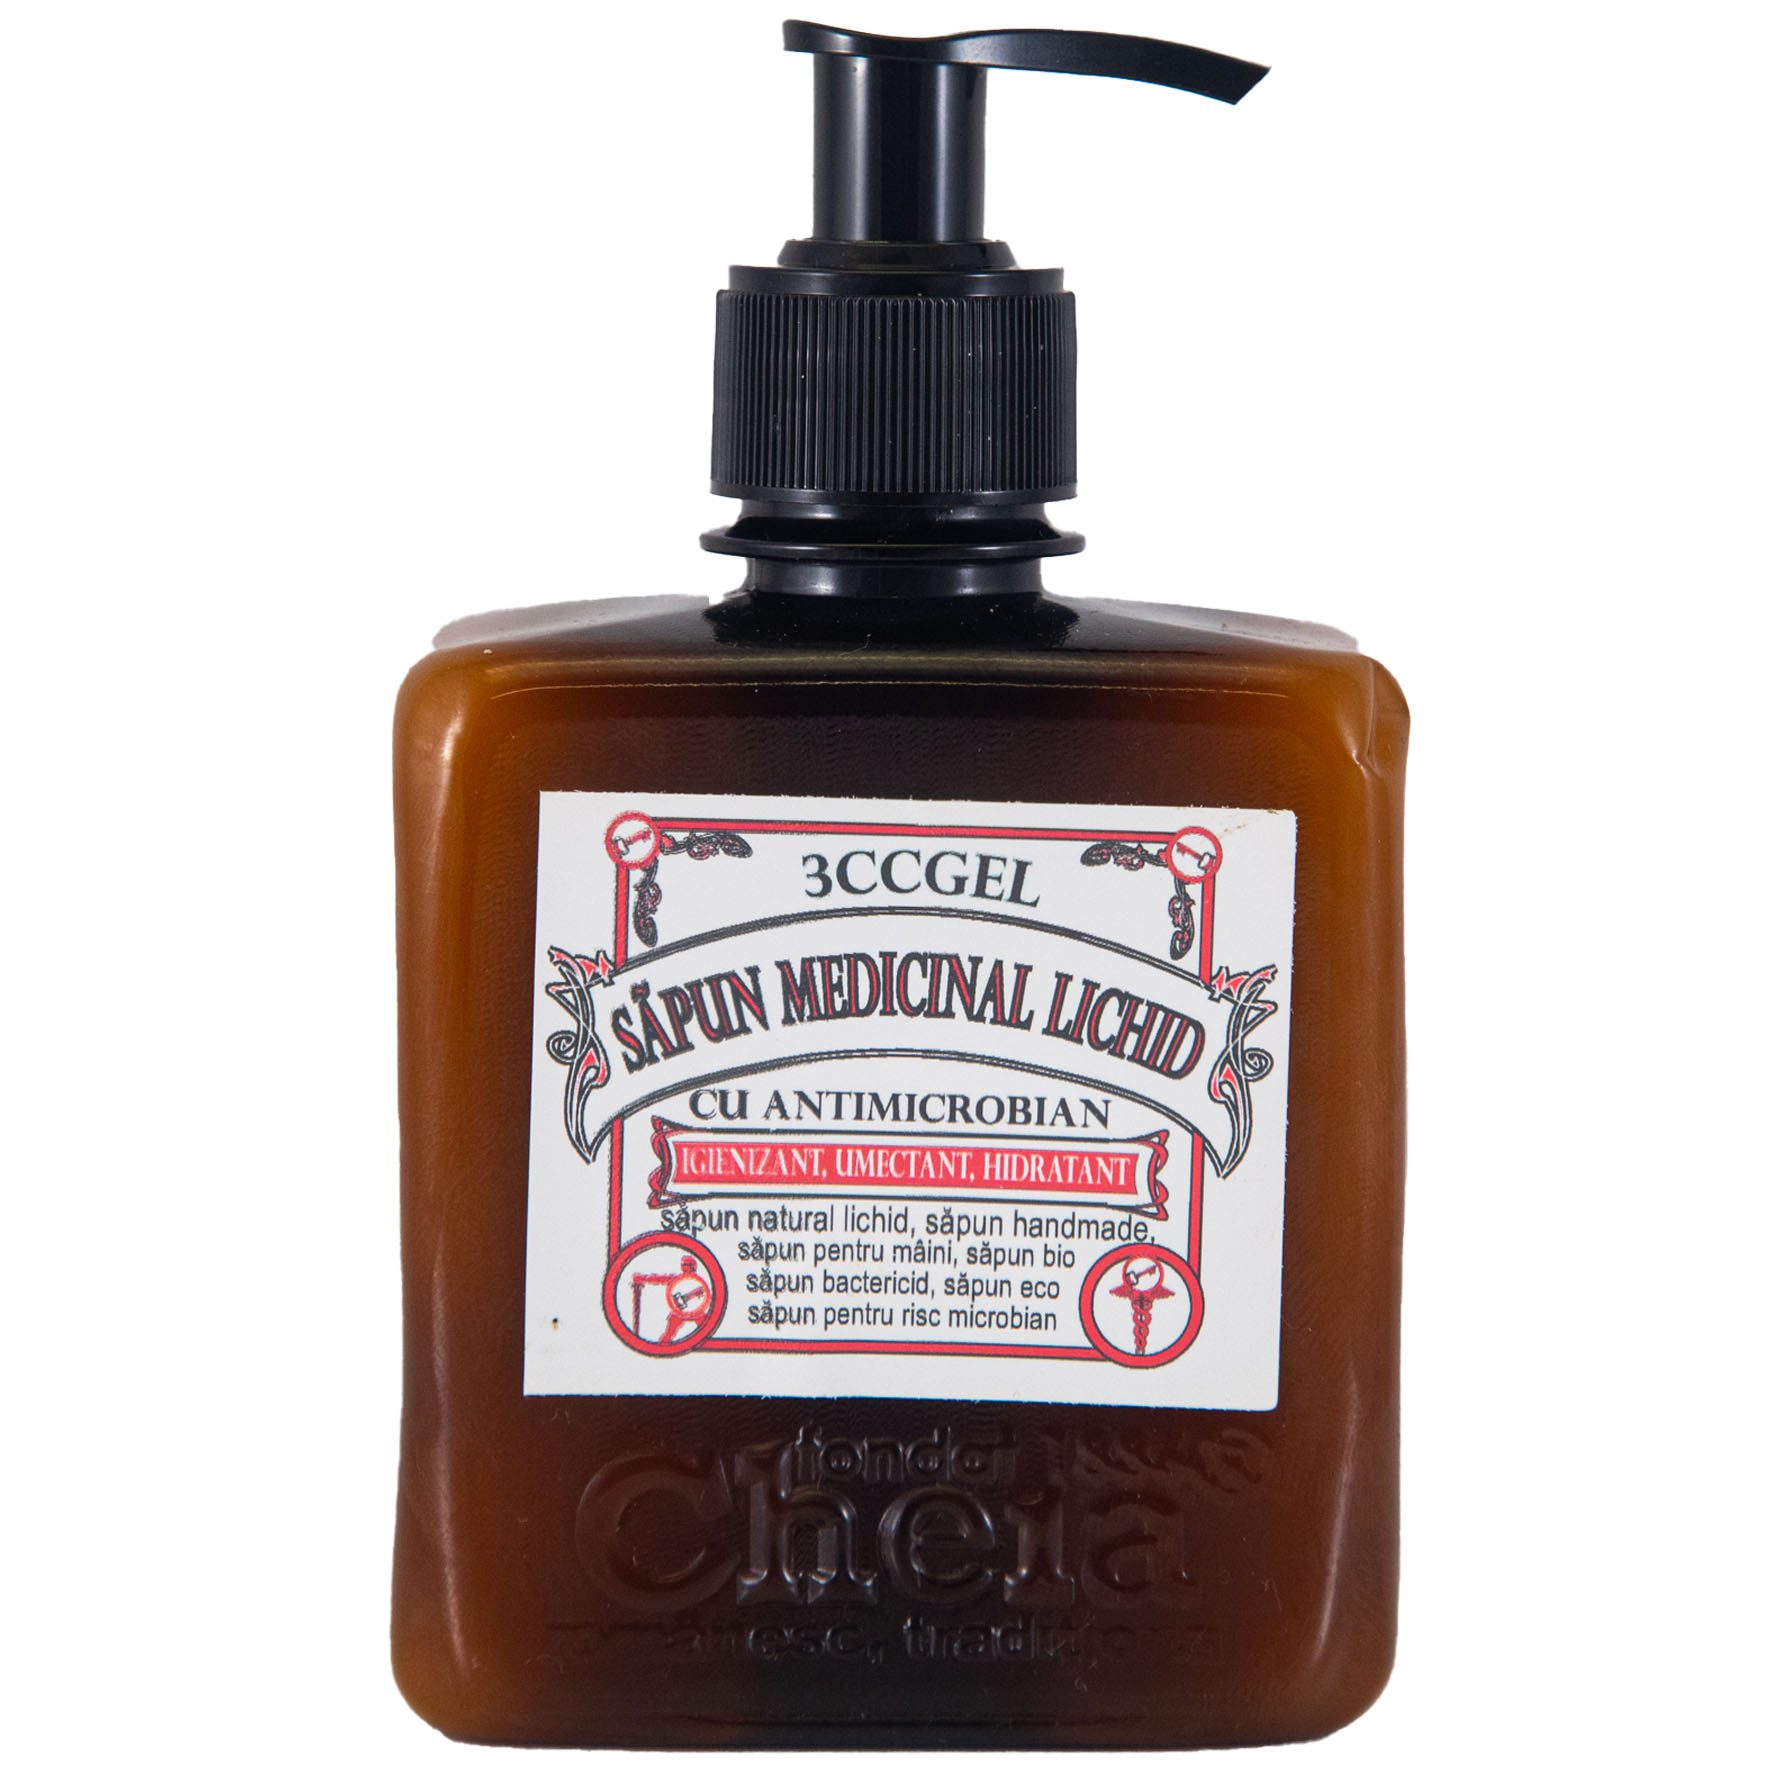 3CCGEL
SĂPUN MEDICINAL LICHID
CU ANTIMICROBIAN
IGIENIZANT, UMECTANT, HIDRATANT
săpun natural lichid, săpun handmade,
săpun pentru mâini, săpun bio
săpun bactericid, săpun eco
săpun pentru risc microbian
fondat
Cheia